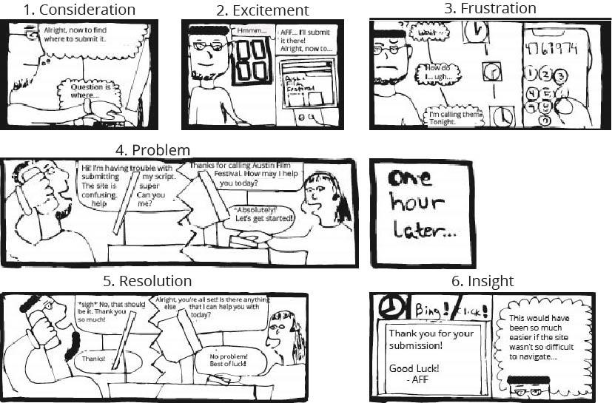 1. Consideration
Alright, now to find
where to submit it.
Question is
where...
2. Excitement
Hmmm...
AFF... I'll submit
it there!
Alright, now to...
Film
Festival
3. Frustration
Wait --
How do
I... ugh...
I'm calling them
Tonight.
4. Problem
Hi! I'm having trouble with
submitting my script.
The site is super
confusing. Can you
help me?
Thanks for calling Austin Film
Festival. How may I help
you today?
"Absolutely!
Let's get started!
one
hour
Later...
5. Resolution
*sigh* No, that should
be it. Thank you
so much!
Alright, you're all set! Is there anything
else that I can help you with
today?
Thanks!
No problem!
Best of luck!
6. Insight
Bing! Click!
Thank you for your
submission!
Good Luck!
- AFF
This would have
been so much
easier if the site
wasn't so difficult
to navigate...